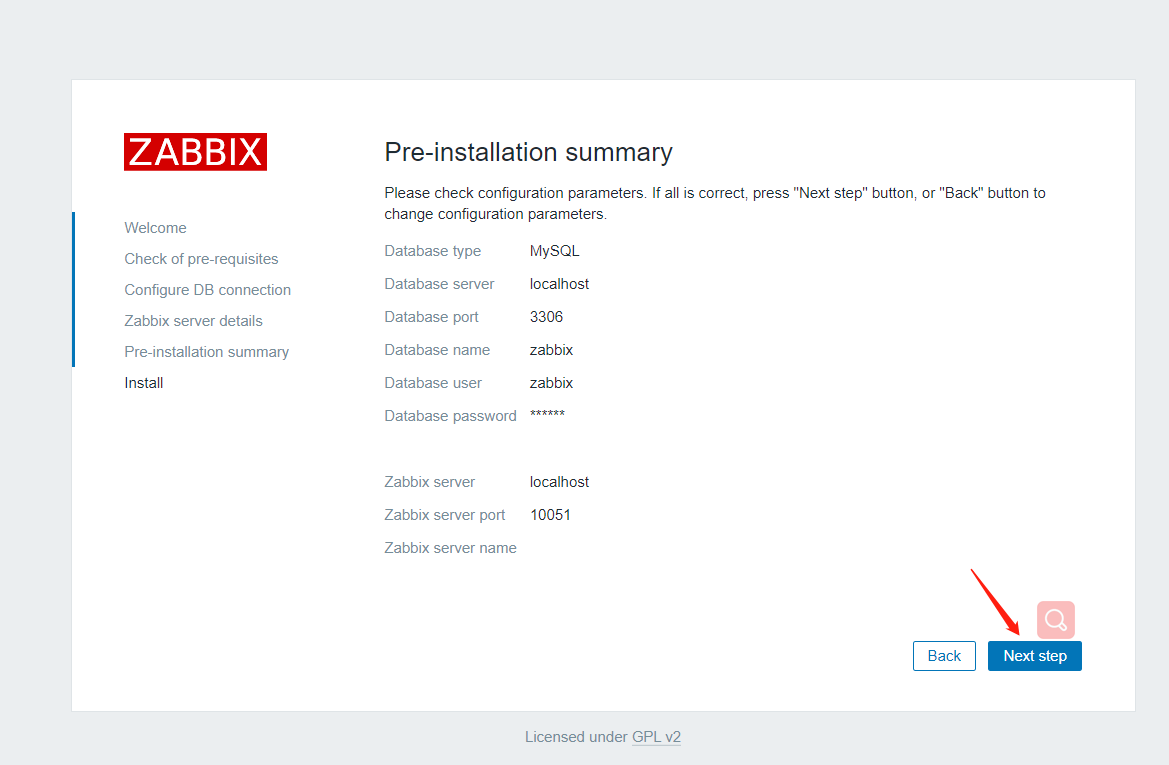 ZABBIX
Welcome
Check of pre-requisites
Configure DB connection
Zabbix server details
Pre-installation summary
Install
Pre-installation summary
Please check configuration parameters. If all is correct, press "Next step" button, or "Back" button to
change configuration parameters.
Database type MySQL
Database server localhost
Database port 3306
Database name zabbix
Database user zabbix
Database password ******
Zabbix server localhost
Zabbix server port 10051
Zabbix server name
Back Next step
Licensed under GPL v2